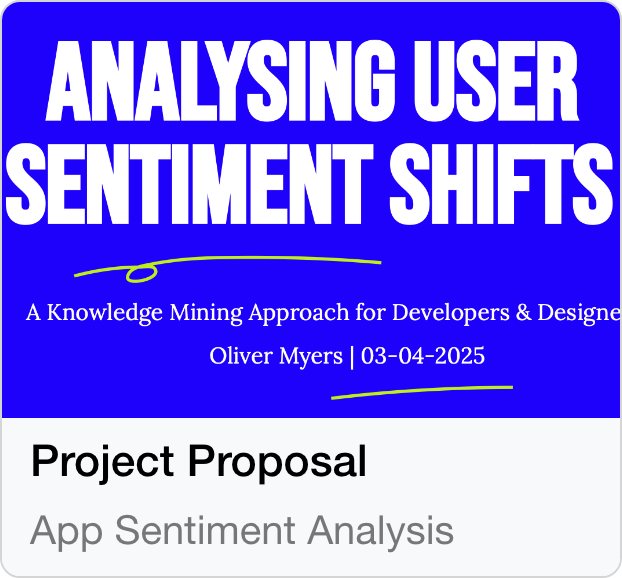 ANALYSING USER
SENTIMENT SHIFTS
A Knowledge Mining Approach for Developers & Designe
Oliver Myers | 03-04-2025
Project Proposal
App Sentiment Analysis